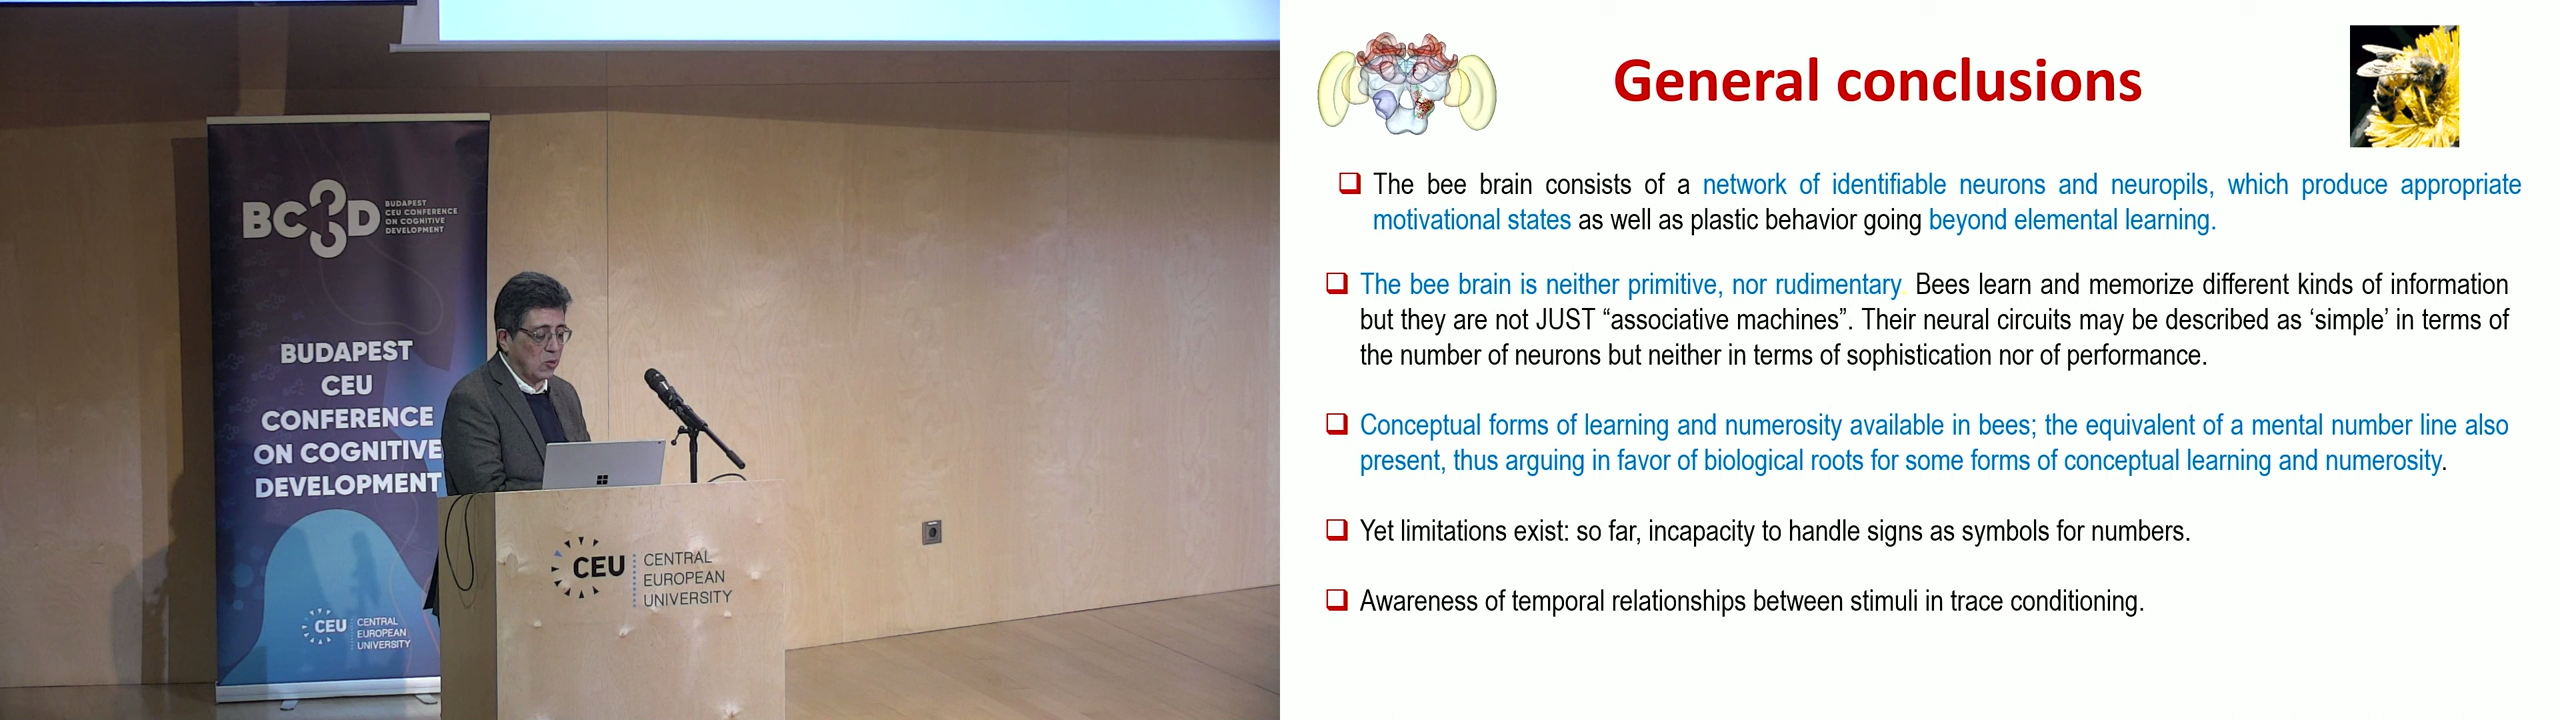 BC3D
BUDAPEST
CEU CONFERENCE
ON COGNITIVE
DEVELOPMENT
BUDAPEST
CEU
CONFERENCE
ON COGNITIVE
DEVELOPMENT
CEU
CENTRAL
EUROPEAN
UNIVERSITY
CEU
CENTRAL
EUROPEAN
UNIVERSITY
General conclusions
❑ The bee brain consists of a network of identifiable neurons and neuropils, which produce appropriate
motivational states as well as plastic behavior going beyond elemental learning.
❑ The bee brain is neither primitive, nor rudimentary. Bees learn and memorize different kinds of information
but they are not JUST “associative machines”. Their neural circuits may be described as ‘simple’ in terms of
the number of neurons but neither in terms of sophistication nor of performance.
❑ Conceptual forms of learning and numerosity available in bees; the equivalent of a mental number line also
present, thus arguing in favor of biological roots for some forms of conceptual learning and numerosity.
❑ Yet limitations exist: so far, incapacity to handle signs as symbols for numbers.
❑ Awareness of temporal relationships between stimuli in trace conditioning.